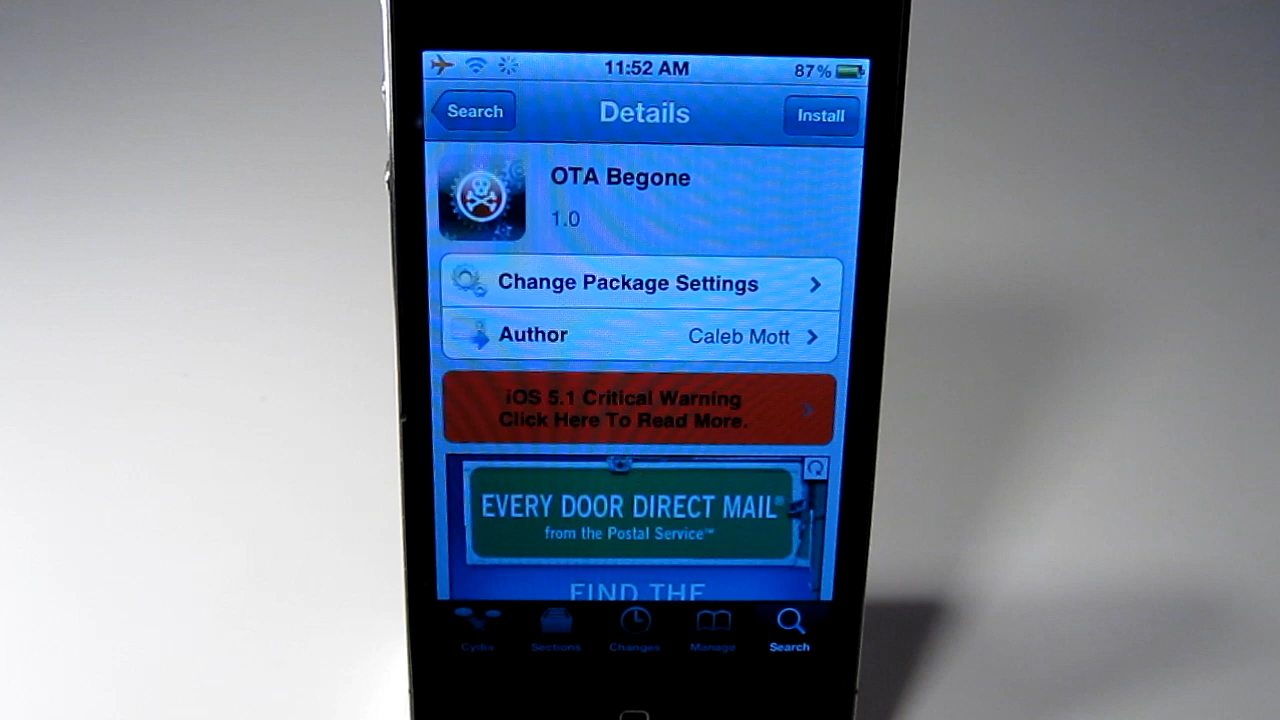 11:52 AM
87%
Search
Details
Install
OTA Begone
1.0
Change Package Settings
Author
Caleb Mott
iOS 5.1 Critical Warning
Click Here To Read More.
EVERY DOOR DIRECT MAIL®
from the Postal Service™
FIND THE
Cydia
Sections
Changes
Manage
Search